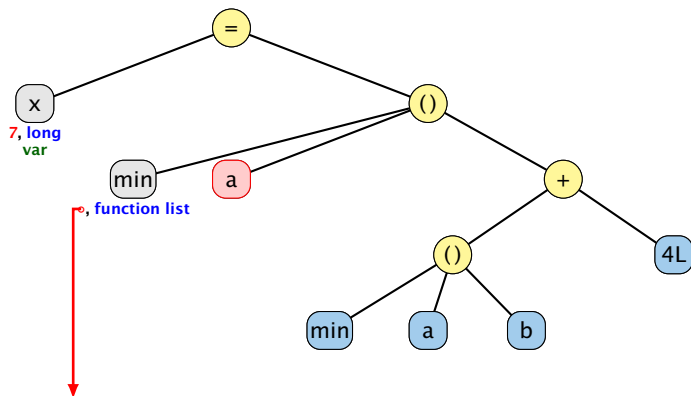 =
x
()
7, long
var
min
a
+
, function list
()
4L
min
a
b